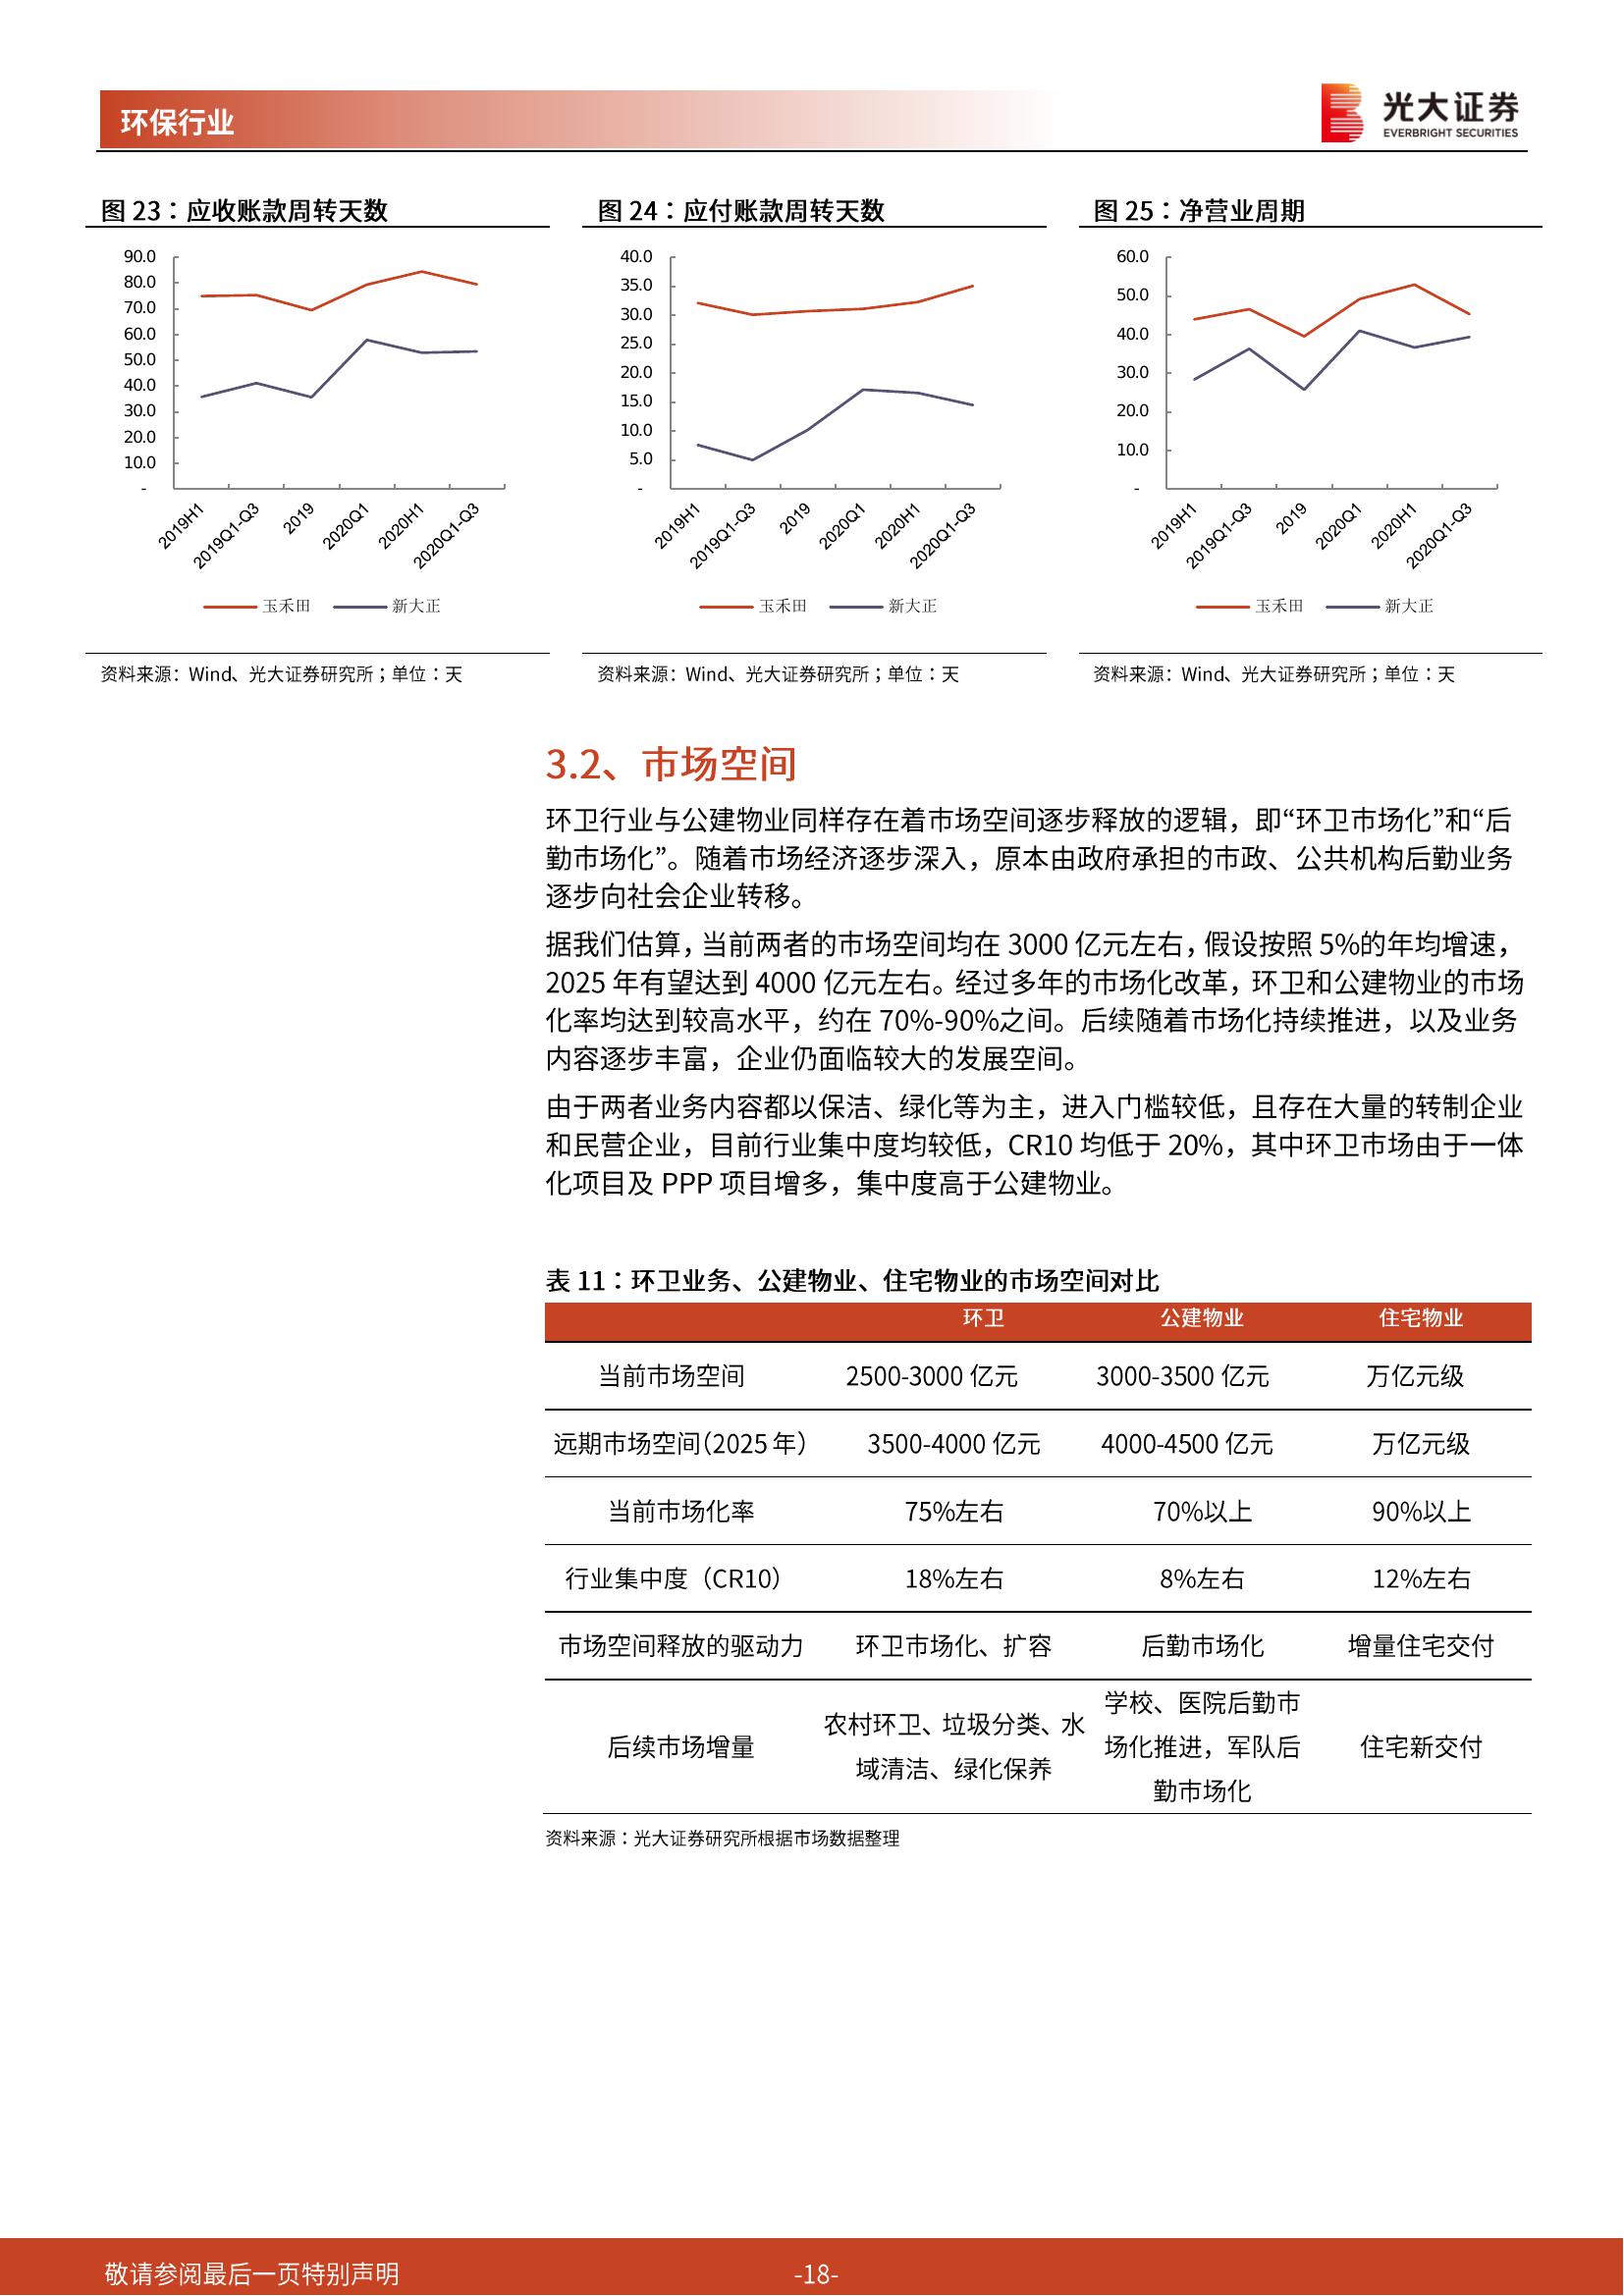 环保行业
光大证券
EVERBRIGHT SECURITIES
图 23：应收账款周转天数
90.0
80.0
70.0
60.0
50.0
40.0
30.0
20.0
10.0
-
2019H1
2019Q1-Q3
2019
2020Q1
2020H1
2020Q1-Q3
玉禾田 新大正
资料来源：Wind、光大证券研究所；单位：天
图 24：应付账款周转天数
40.0
35.0
30.0
25.0
20.0
15.0
10.0
5.0
-
2019H1
2019Q1-Q3
2019
2020Q1
2020H1
2020Q1-Q3
玉禾田 新大正
资料来源：Wind、光大证券研究所；单位：天
图 25：净营业周期
60.0
50.0
40.0
30.0
20.0
10.0
-
2019H1
2019Q1-Q3
2019
2020Q1
2020H1
2020Q1-Q3
玉禾田 新大正
资料来源：Wind、光大证券研究所；单位：天
3.2、市场空间
环卫行业与公建物业同样存在着市场空间逐步释放的逻辑，即“环卫市场化”和“后
勤市场化”。随着市场经济逐步深入，原本由政府承担的市政、公共机构后勤业务
逐步向社会企业转移。
据我们估算，当前两者的市场空间均在 3000 亿元左右，假设按照 5%的年均增速，
2025 年有望达到 4000 亿元左右。经过多年的市场化改革，环卫和公建物业的市场
化率均达到较高水平，约在 70%-90%之间。后续随着市场化持续推进，以及业务
内容逐步丰富，企业仍面临较大的发展空间。
由于两者业务内容都以保洁、绿化等为主，进入门槛较低，且存在大量的转制企业
和民营企业，目前行业集中度均较低，CR10 均低于 20%，其中环卫市场由于一体
化项目及 PPP 项目增多，集中度高于公建物业。
表 11：环卫业务、公建物业、住宅物业的市场空间对比
环卫 公建物业 住宅物业
当前市场空间 2500-3000 亿元 3000-3500 亿元 万亿元级
远期市场空间（2025 年） 3500-4000 亿元 4000-4500 亿元 万亿元级
当前市场化率 75%左右 70%以上 90%以上
行业集中度（CR10） 18%左右 8%左右 12%左右
市场空间释放的驱动力 环卫市场化、扩容 后勤市场化 增量住宅交付
后续市场增量
农村环卫、垃圾分类、水
域清洁、绿化保养
学校、医院后勤市
场化推进，军队后
勤市场化
住宅新交付
资料来源：光大证券研究所根据市场数据整理
敬请参阅最后一页特别声明 -18-